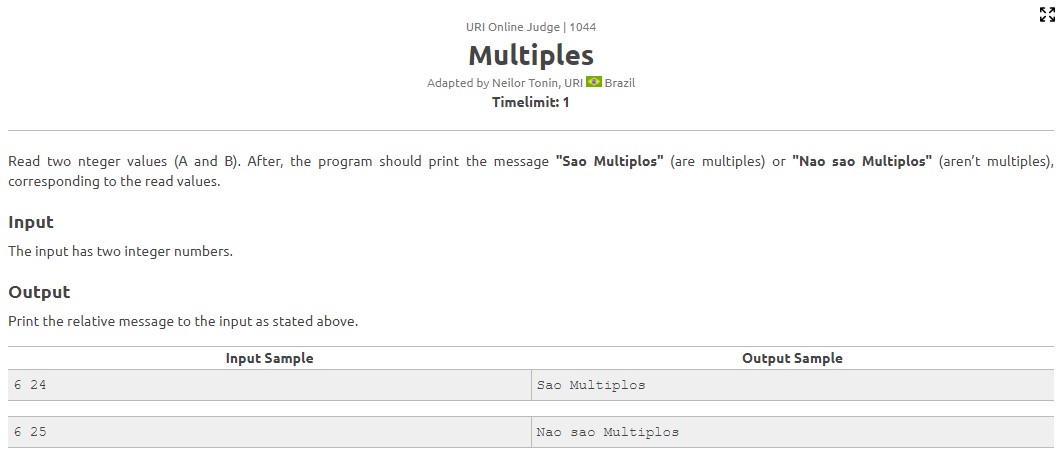 URI Online Judge | 1044
Multiples
Adapted by Neilor Tonin, URI Brazil
Timelimit: 1
Read two nteger values (A and B). After, the program should print the message "Sao Multiplos" (are multiples) or "Nao sao Multiplos" (aren’t multiples),
corresponding to the read values.
Input
The input has two integer numbers.
Output
Print the relative message to the input as stated above.
Input Sample Output Sample
6 24 Sao Multiplos
6 25 Nao sao Multiplos